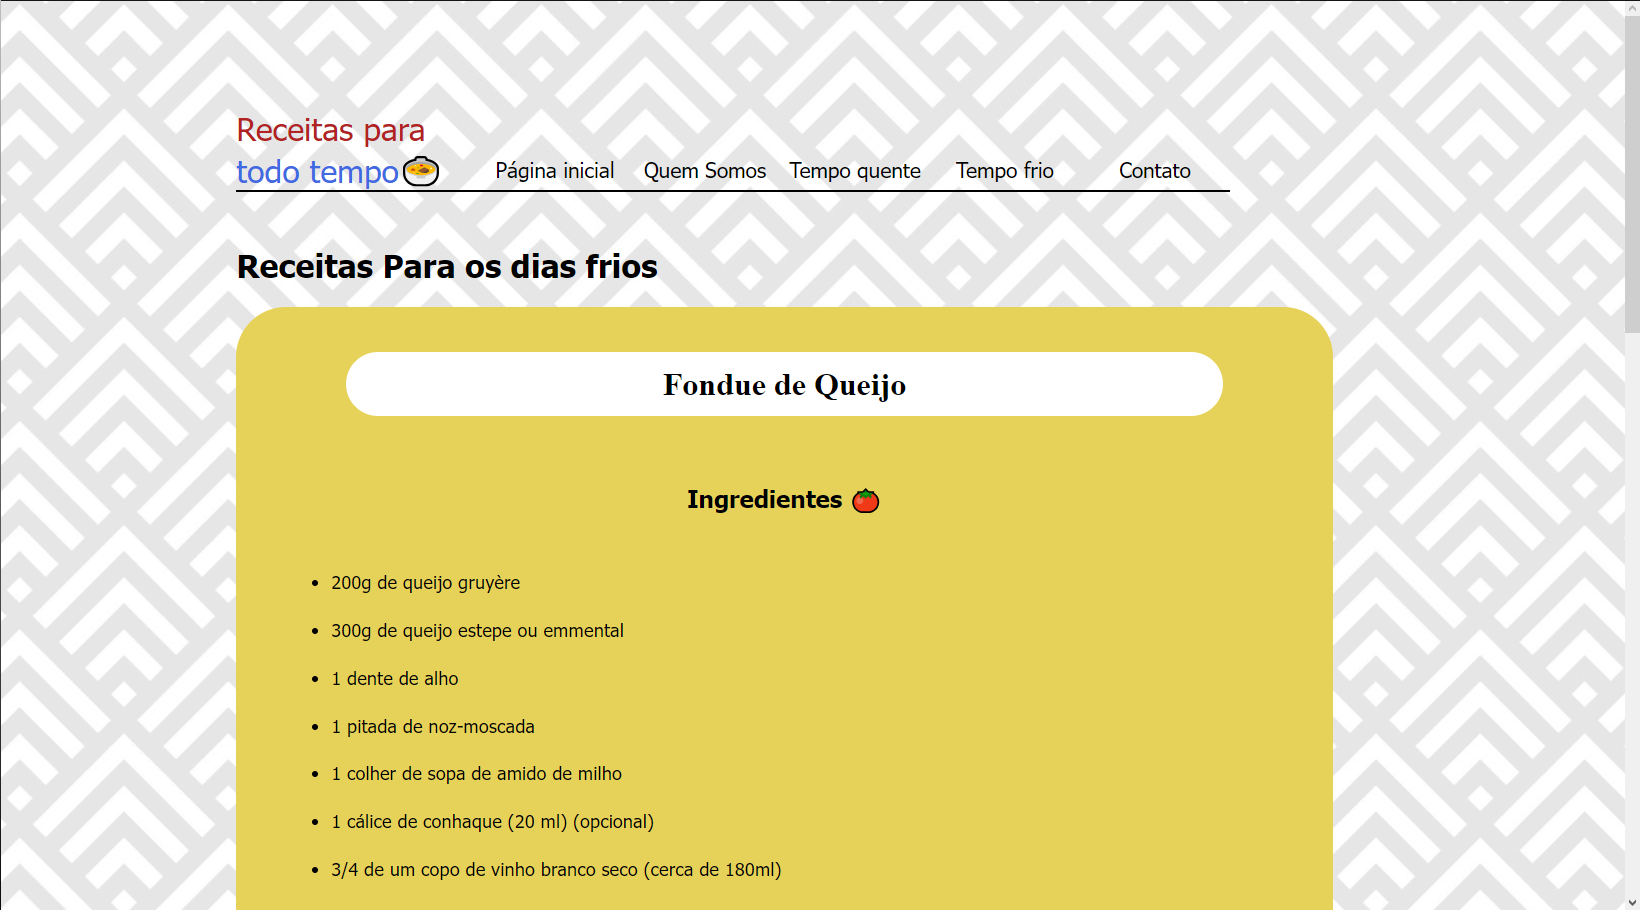 Receitas para
todo tempo
Página inicial Quem Somos Tempo quente Tempo frio Contato
Receitas Para os dias frios
Fondue de Queijo
Ingredientes
200g de queijo gruyère
300g de queijo estepe ou emmental
1 dente de alho
1 pitada de noz-moscada
1 colher de sopa de amido de milho
1 cálice de conhaque (20 ml) (opcional)
3/4 de um copo de vinho branco seco (cerca de 180ml)